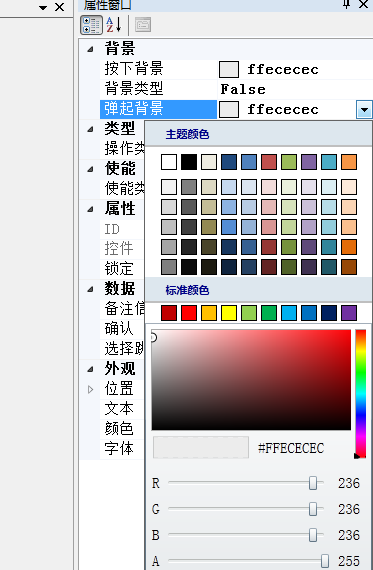 属性窗口
背景
按下背景 ffececec
背景类型 False
弹起背景 ffececec
类型
操作类
使能
使能类
属性
ID
控件
锁定
数据
备注信
确认
选择跳
外观
位置
文本
颜色
字体
主题颜色
标准颜色
#FFECECEC
R 236
G 236
B 236
A 255